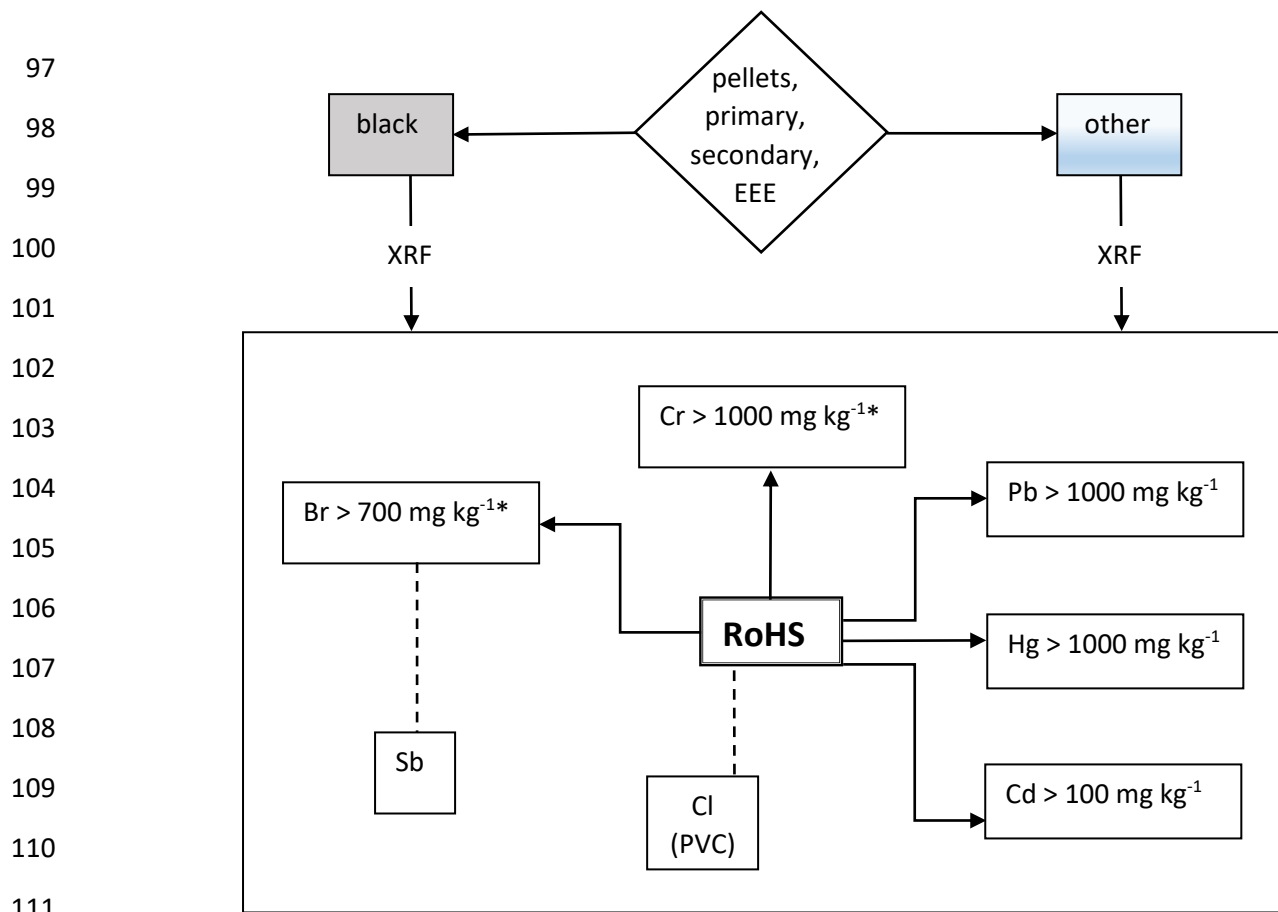 97
98
99
100
101
102
103
104
105
106
107
108
109
110
111
pellets,
primary,
secondary,
EEE
black
other
XRF
XRF
Cr > 1000 mg kg⁻¹*
Br > 700 mg kg⁻¹*
Pb > 1000 mg kg⁻¹
RoHS
Hg > 1000 mg kg⁻¹
Sb
Cl
(PVC)
Cd > 100 mg kg⁻¹